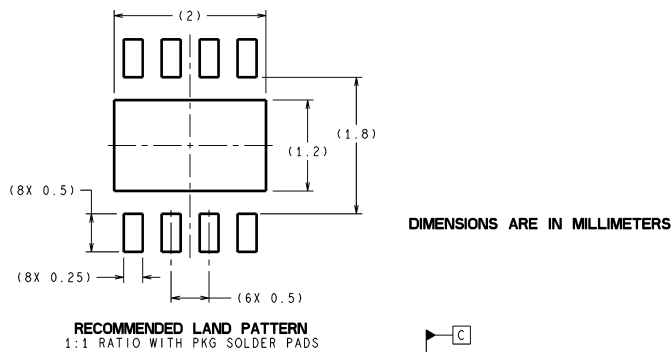 (2)
(1.8)
(1.2)
(8X 0.5)
DIMENSIONS ARE IN MILLIMETERS
(8X 0.25)
(6X 0.5)
RECOMMENDED LAND PATTERN
1:1 RATIO WITH PKG SOLDER PADS
C